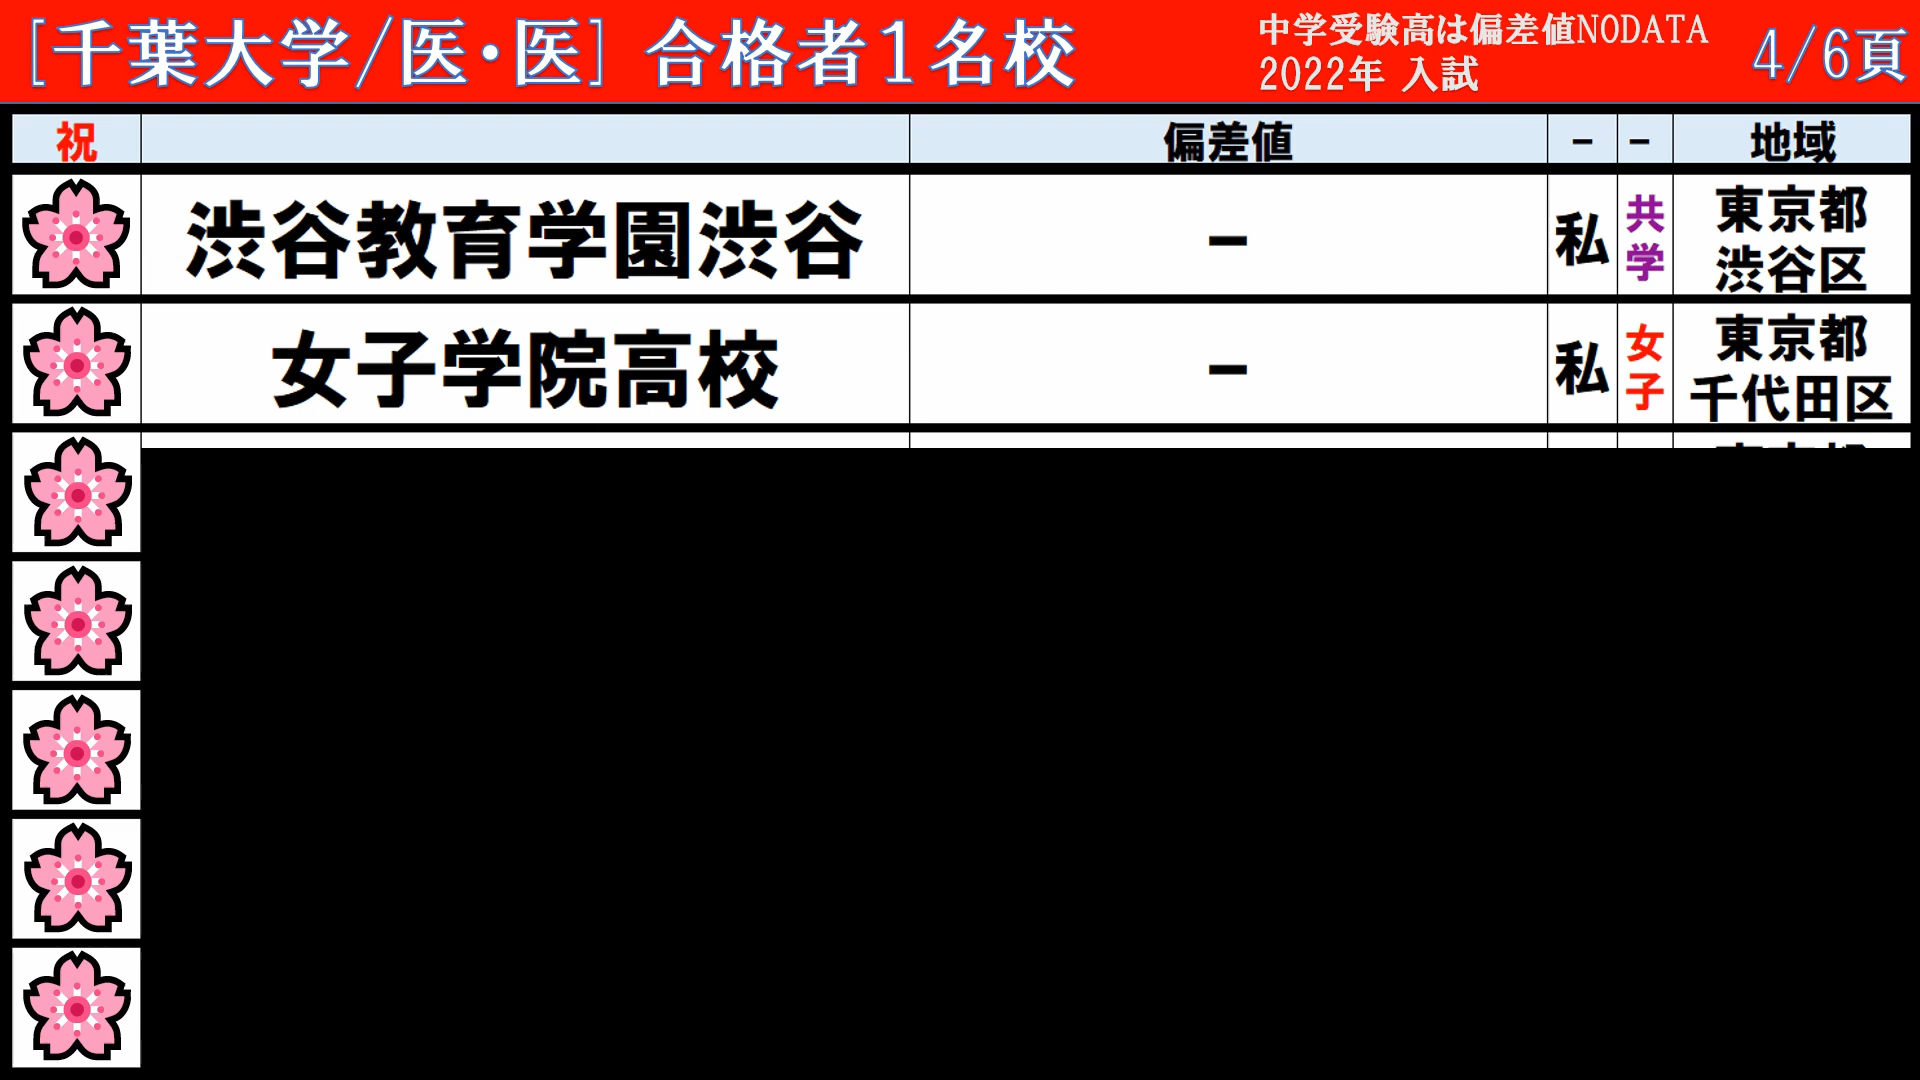 [千葉大学/医・医] 合格者１名校
中学受験高は偏差値NODATA
2022年 入試
4/6頁
祝 偏差値 － － 地域
渋谷教育学園渋谷 － 私 共学 東京都
渋谷区
女子学院高校 － 私 女子 東京都
千代田区